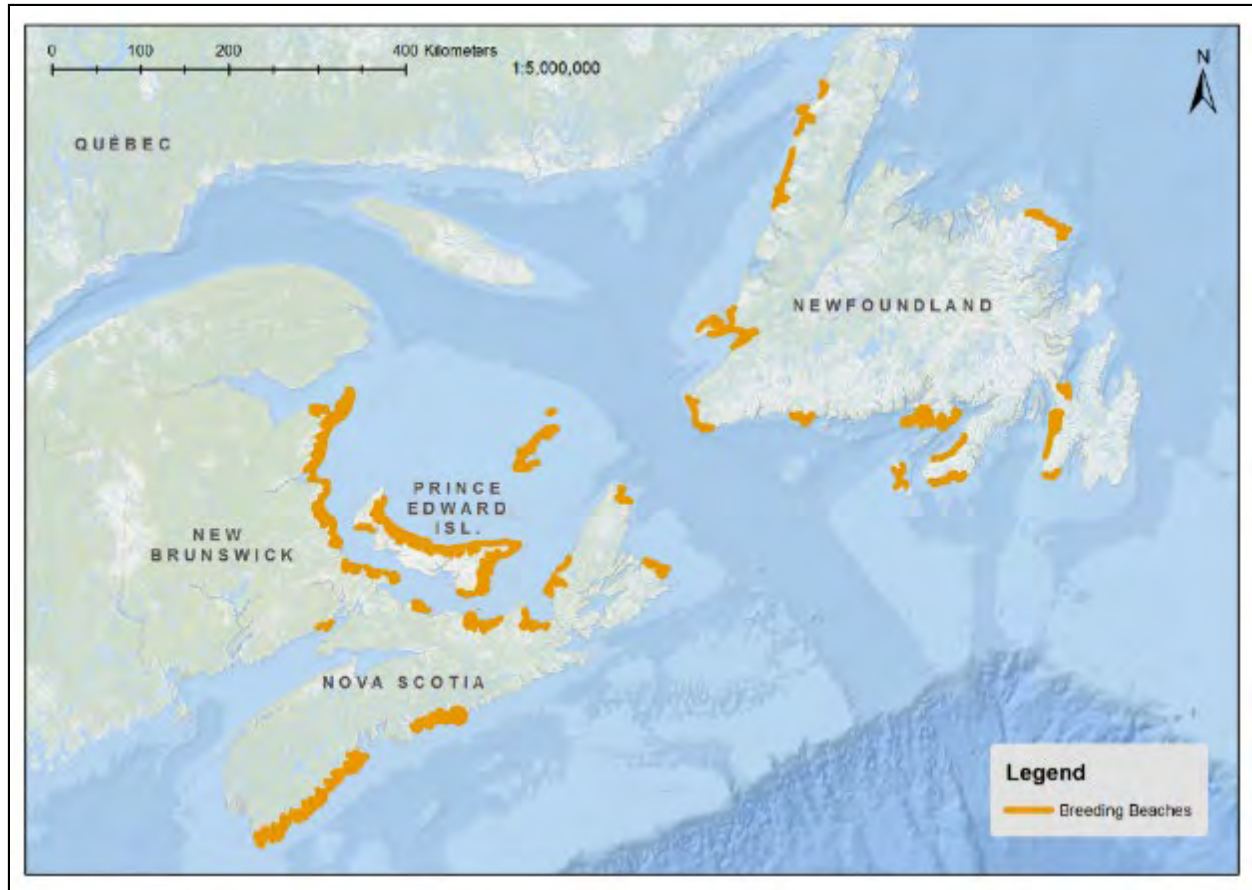 0 100 200 400 Kilometers
1:5,000,000
N
QUÉBEC
NEWFOUNDLAND
PRINCE
EDWARD
ISL.
NEW
BRUNSWICK
NOVA SCOTIA
Legend
Breeding Beaches